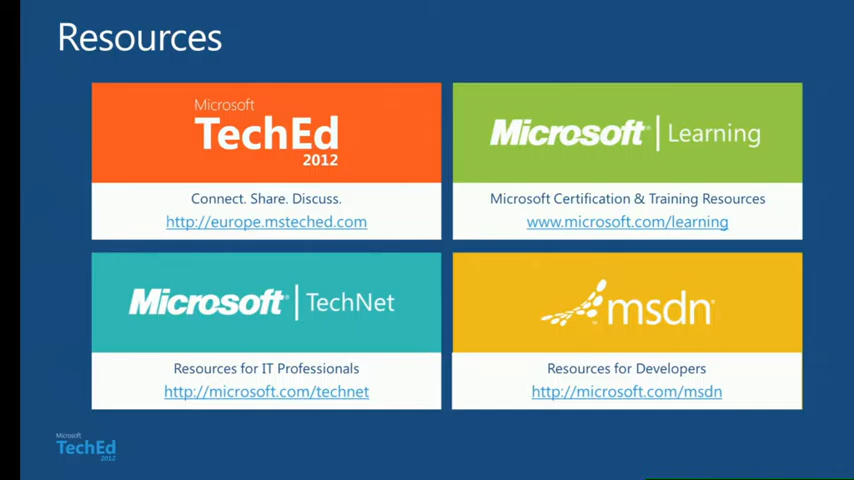 Resources
Microsoft
TechEd
2012
Connect. Share. Discuss.
http://europe.msteched.com
Microsoft® | Learning
Microsoft Certification & Training Resources
www.microsoft.com/learning
Microsoft® | TechNet
Resources for IT Professionals
http://microsoft.com/technet
msdn®
Resources for Developers
http://microsoft.com/msdn
Microsoft
TechEd
2012